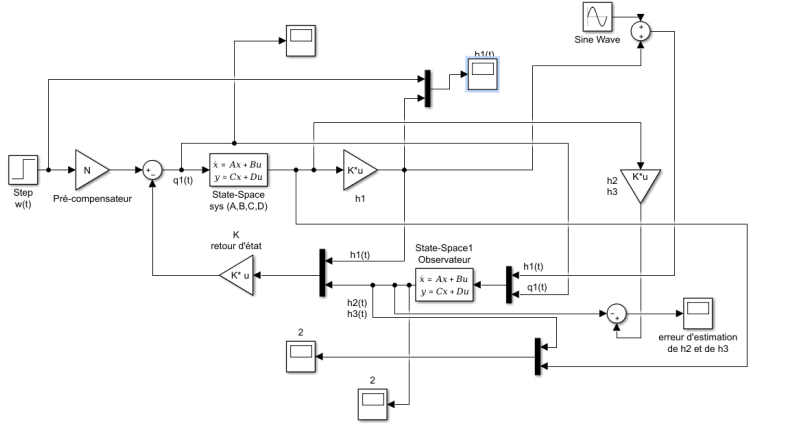 Sine Wave
h1(t)
+
+
N
+
−
ẋ = Ax + Bu
y = Cx + Du
K*u
K*u
Step
w(t)
Pré-compensateur
q1(t)
State-Space
sys (A,B,C,D)
h1
h2
h3
K
retour d'état
K* u
h1(t)
h2(t)
h3(t)
State-Space1
Observateur
ẋ = Ax + Bu
y = Cx + Du
h1(t)
q1(t)
−
+
erreur d'estimation
de h2 et de h3
2
2